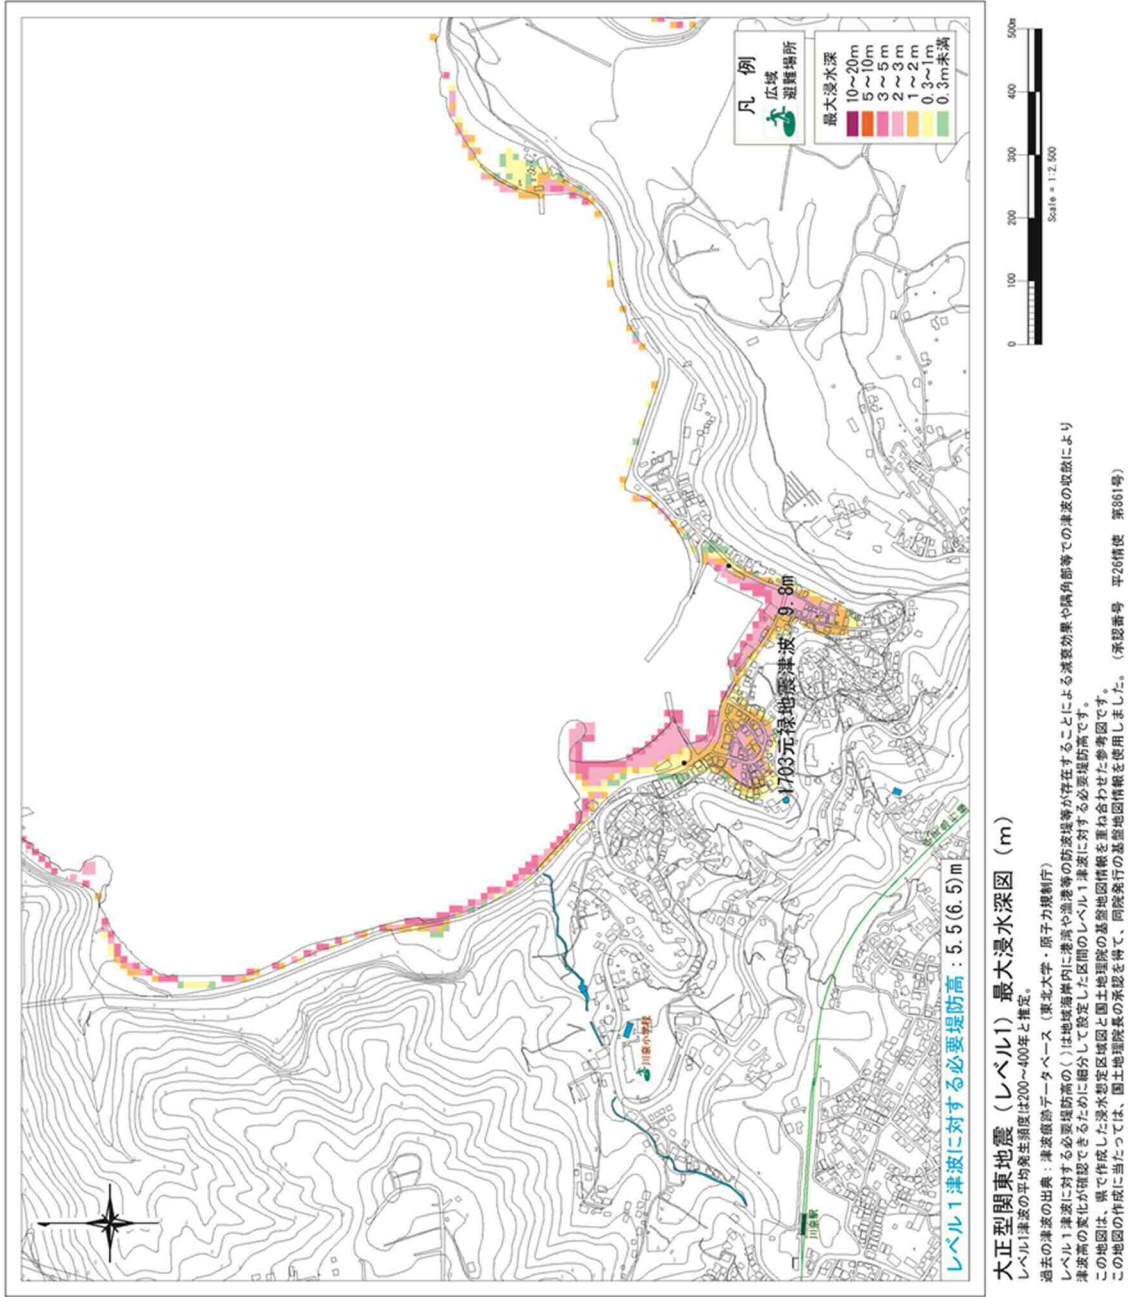 凡 例
広域
避難場所
最大浸水深
10~20m
5~10m
3~5m
2~3m
1~2m
0.3~1m
0.3m未満
1703元禄地震津波 9.8m
川奈小学校
川奈駅
レベル1津波に対する必要堤防高:5.5(6.5)m
大正型関東地震(レベル1) 最大浸水深図(m)
レベル1津波の平均発生頻度は200~400年と推定。
過去の津波の出典:津波痕跡データベース(東北大学・原子力規制庁)
レベル1津波に対する必要堤防高の( )は地域海岸内に港湾や漁港等の防波堤等が存在することによる減衰効果や隅角部等での津波の収斂により
津波高の変化が確認できるために細分して設定した区間のレベル1津波に対する必要堤防高です。
この地図は、県で作成した浸水想定区域図と国土地理院の基盤地図情報を重ね合わせた参考図です。
この地図の作成に当たっては、国土地理院長の承認を得て、同院発行の基盤地図情報を使用しました。(承認番号 平26情使 第861号)
0 100 200 300 400 500m
Scale = 1:2,500